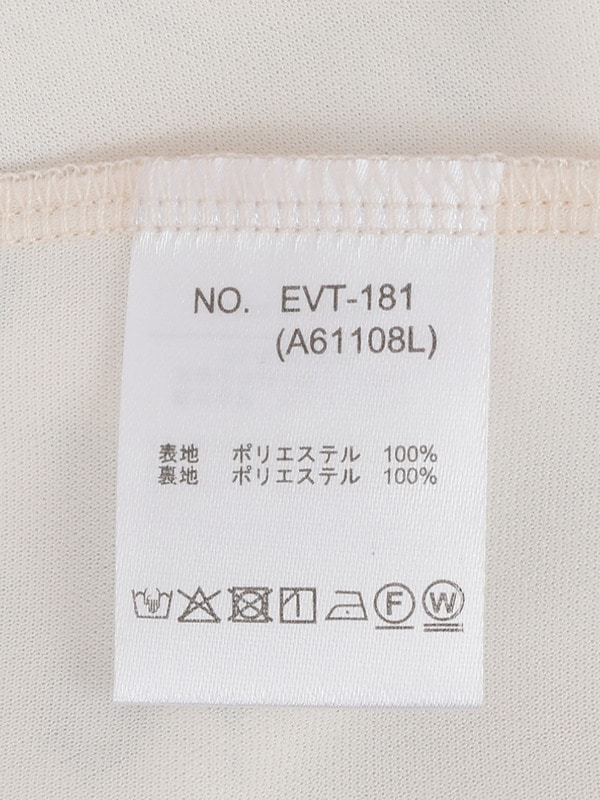 NO. EVT-181
(A61108L)
表地 ポリエステル 100%
裏地 ポリエステル 100%
F W